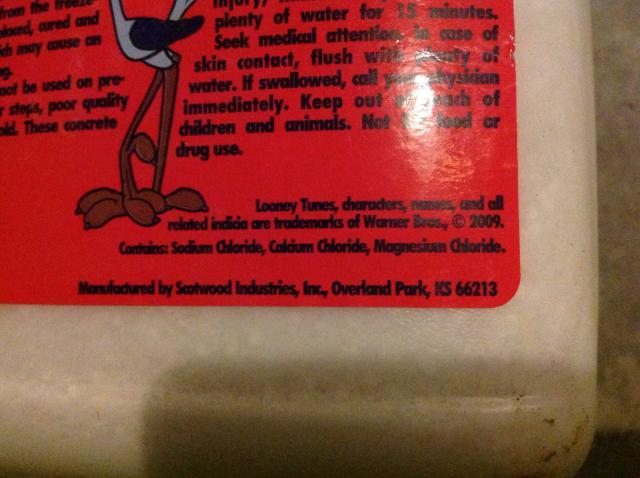 from the freeze-
placed, cured and
ch may cause an
ng.
not be used on pre-
r steps, poor quality
old. These concrete
plenty of water for 15 minutes.
Seek medical attention. In case of
skin contact, flush with plenty of
water. If swallowed, call your physician
immediately. Keep out of reach of
children and animals. Not for food or
drug use.
Looney Tunes, characters, names, and all
related indicia are trademarks of Warner Bros., © 2009.
Contains: Sodium Chloride, Calcium Chloride, Magnesium Chloride.
Manufactured by Scotwood Industries, Inc., Overland Park, KS 66213